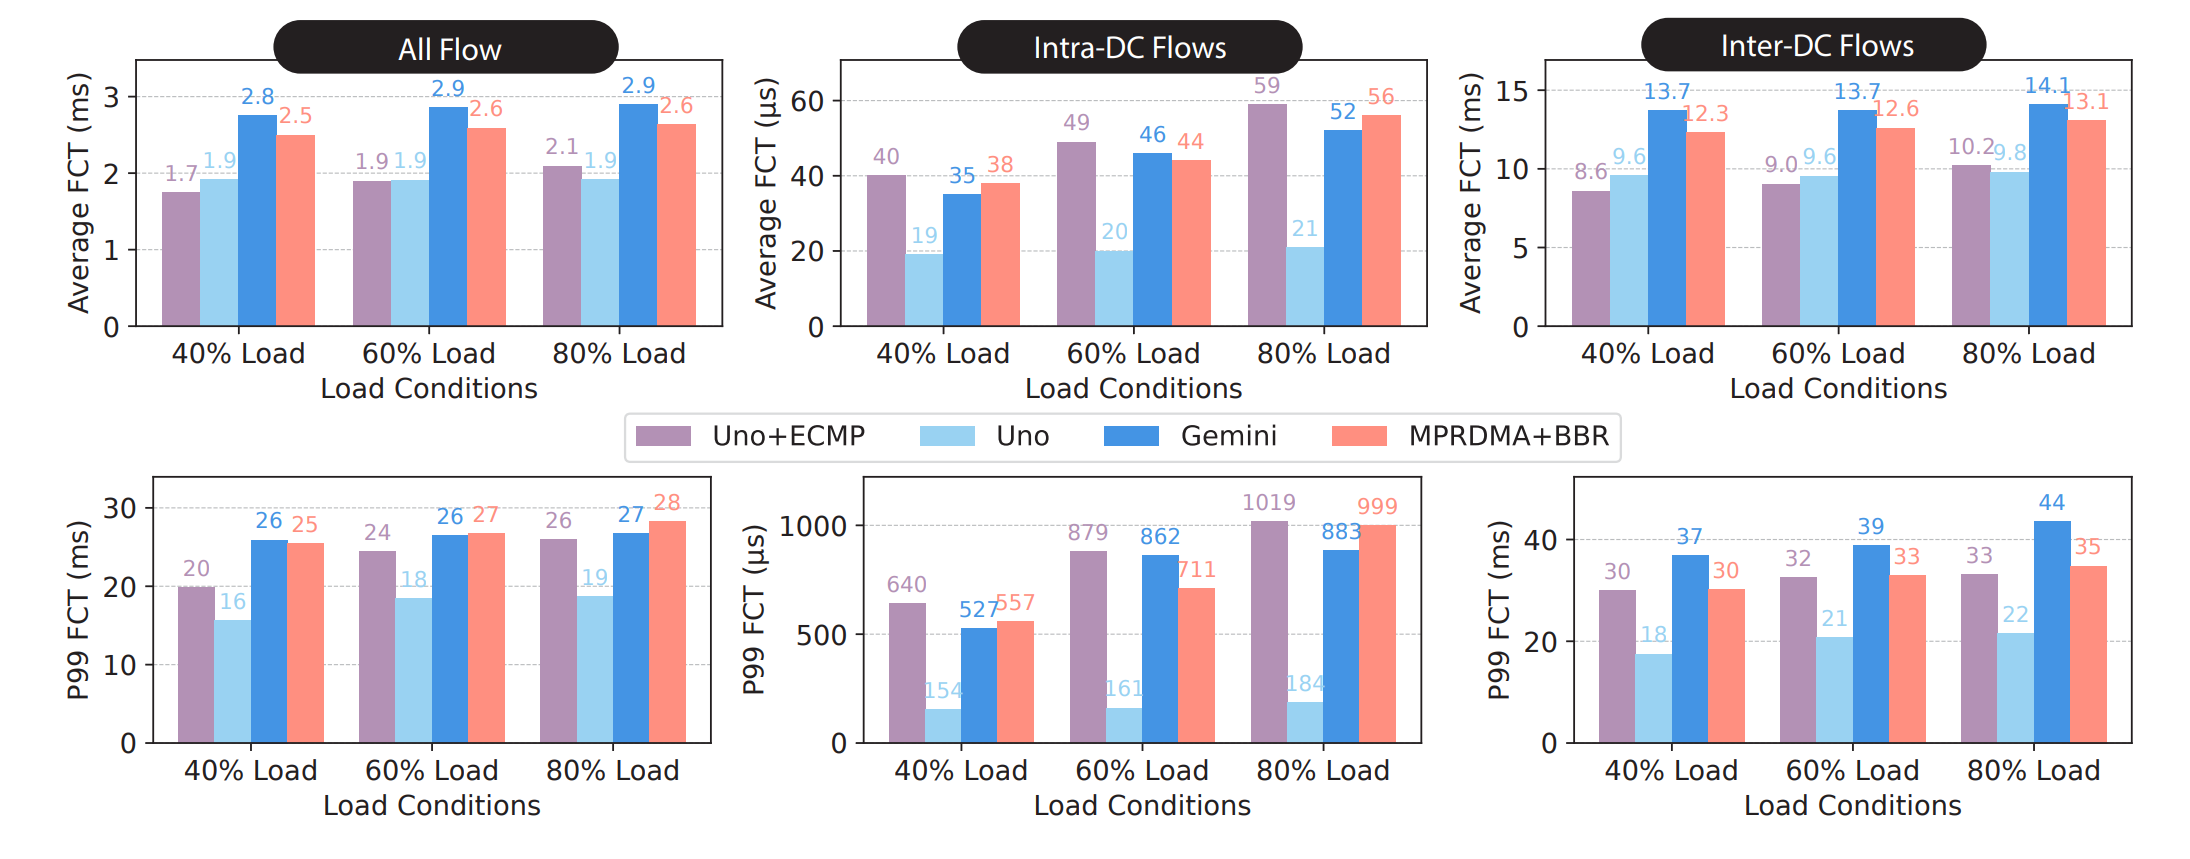 All Flow
Intra-DC Flows
Inter-DC Flows
Average FCT (ms)
3
2
1
0
1.7 1.9 2.8 2.5
1.9 1.9 2.9 2.6
2.1 1.9 2.9 2.6
40% Load 60% Load 80% Load
Load Conditions
Average FCT (µs)
60
40
20
0
40 19 35 38
49 20 46 44
59 21 52 56
40% Load 60% Load 80% Load
Load Conditions
Average FCT (ms)
15
10
5
0
8.6 9.6 13.7 12.3
9.0 9.6 13.7 12.6
10.2 9.8 14.1 13.1
40% Load 60% Load 80% Load
Load Conditions
Uno+ECMP Uno Gemini MPRDMA+BBR
P99 FCT (ms)
30
20
10
0
20 16 26 25
24 18 26 27
26 19 27 28
40% Load 60% Load 80% Load
Load Conditions
P99 FCT (µs)
1000
500
0
640 154 527 557
879 161 862 711
1019 184 883 999
40% Load 60% Load 80% Load
Load Conditions
P99 FCT (ms)
40
20
0
30 18 37 30
32 21 39 33
33 22 44 35
40% Load 60% Load 80% Load
Load Conditions